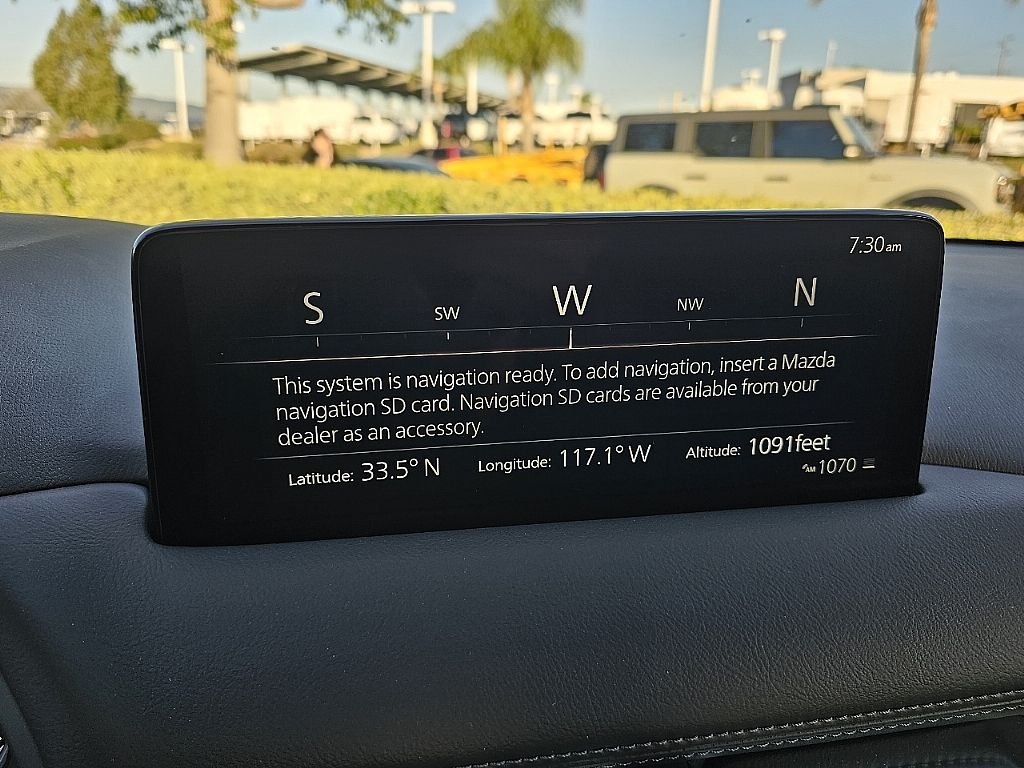 7:30am
S SW W NW N
This system is navigation ready. To add navigation, insert a Mazda
navigation SD card. Navigation SD cards are available from your
dealer as an accessory.
Latitude: 33.5° N Longitude: 117.1° W Altitude: 1091feet
AM 1070